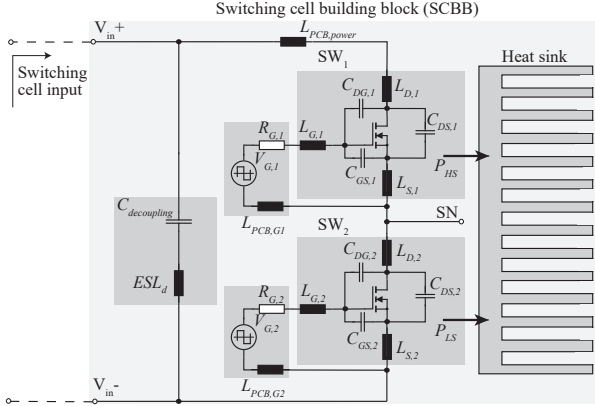 Switching cell building block (SCBB)
V_in+
L_PCB,power
SW_1
Heat sink
Switching
cell input
C_DG,1
L_D,1
R_G,1
L_G,1
C_DS,1
V_G,1
C_GS,1
L_S,1
P_HS
C_decoupling
L_PCB,G1
SW_2
SN
C_DG,2
L_D,2
ESL_d
R_G,2
L_G,2
C_DS,2
V_G,2
C_GS,2
L_S,2
P_LS
V_in-
L_PCB,G2